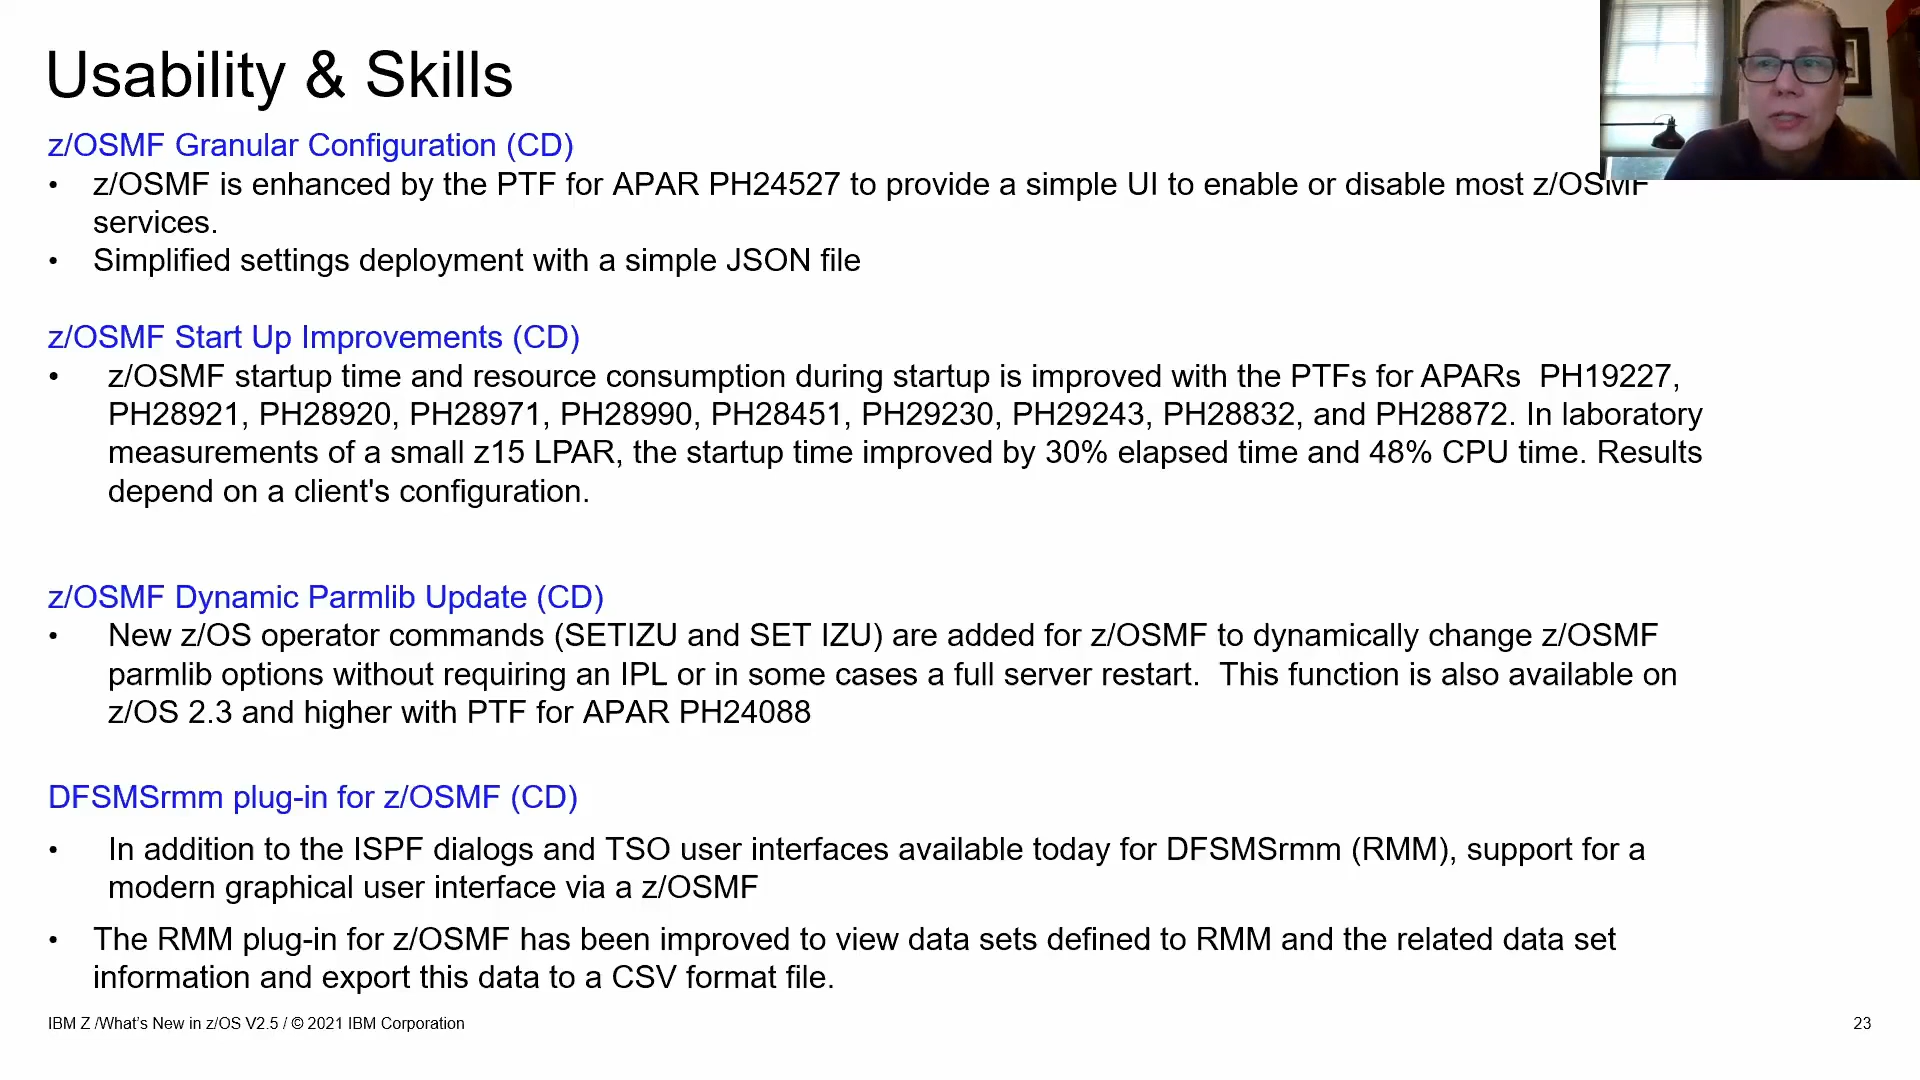 Usability & Skills
z/OSMF Granular Configuration (CD)
• z/OSMF is enhanced by the PTF for APAR PH24527 to provide a simple UI to enable or disable most z/OSMF
services.
• Simplified settings deployment with a simple JSON file
z/OSMF Start Up Improvements (CD)
• z/OSMF startup time and resource consumption during startup is improved with the PTFs for APARs  PH19227,
PH28921, PH28920, PH28971, PH28990, PH28451, PH29230, PH29243, PH28832, and PH28872. In laboratory
measurements of a small z15 LPAR, the startup time improved by 30% elapsed time and 48% CPU time. Results
depend on a client's configuration.
z/OSMF Dynamic Parmlib Update (CD)
• New z/OS operator commands (SETIZU and SET IZU) are added for z/OSMF to dynamically change z/OSMF
parmlib options without requiring an IPL or in some cases a full server restart.  This function is also available on
z/OS 2.3 and higher with PTF for APAR PH24088
DFSMSrmm plug-in for z/OSMF (CD)
• In addition to the ISPF dialogs and TSO user interfaces available today for DFSMSrmm (RMM), support for a
modern graphical user interface via a z/OSMF
• The RMM plug-in for z/OSMF has been improved to view data sets defined to RMM and the related data set
information and export this data to a CSV format file.
IBM Z /What’s New in z/OS V2.5 / © 2021 IBM Corporation
23